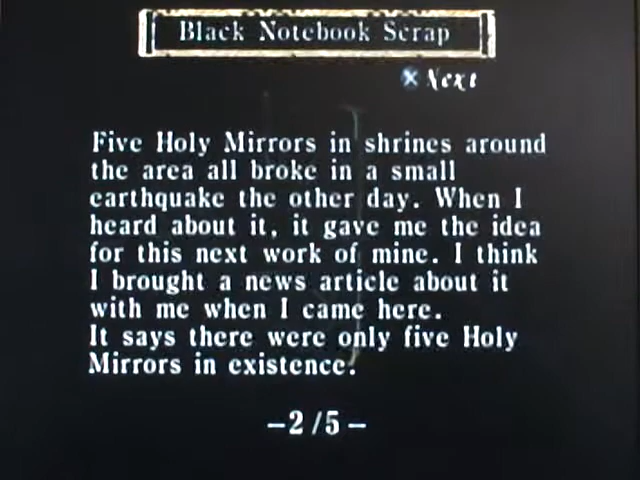 Black Notebook Scrap
Next
Five Holy Mirrors in shrines around
the area all broke in a small
earthquake the other day. When I
heard about it, it gave me the idea
for this next work of mine. I think
I brought a news article about it
with me when I came here.
It says there were only five Holy
Mirrors in existence.
-2/5-